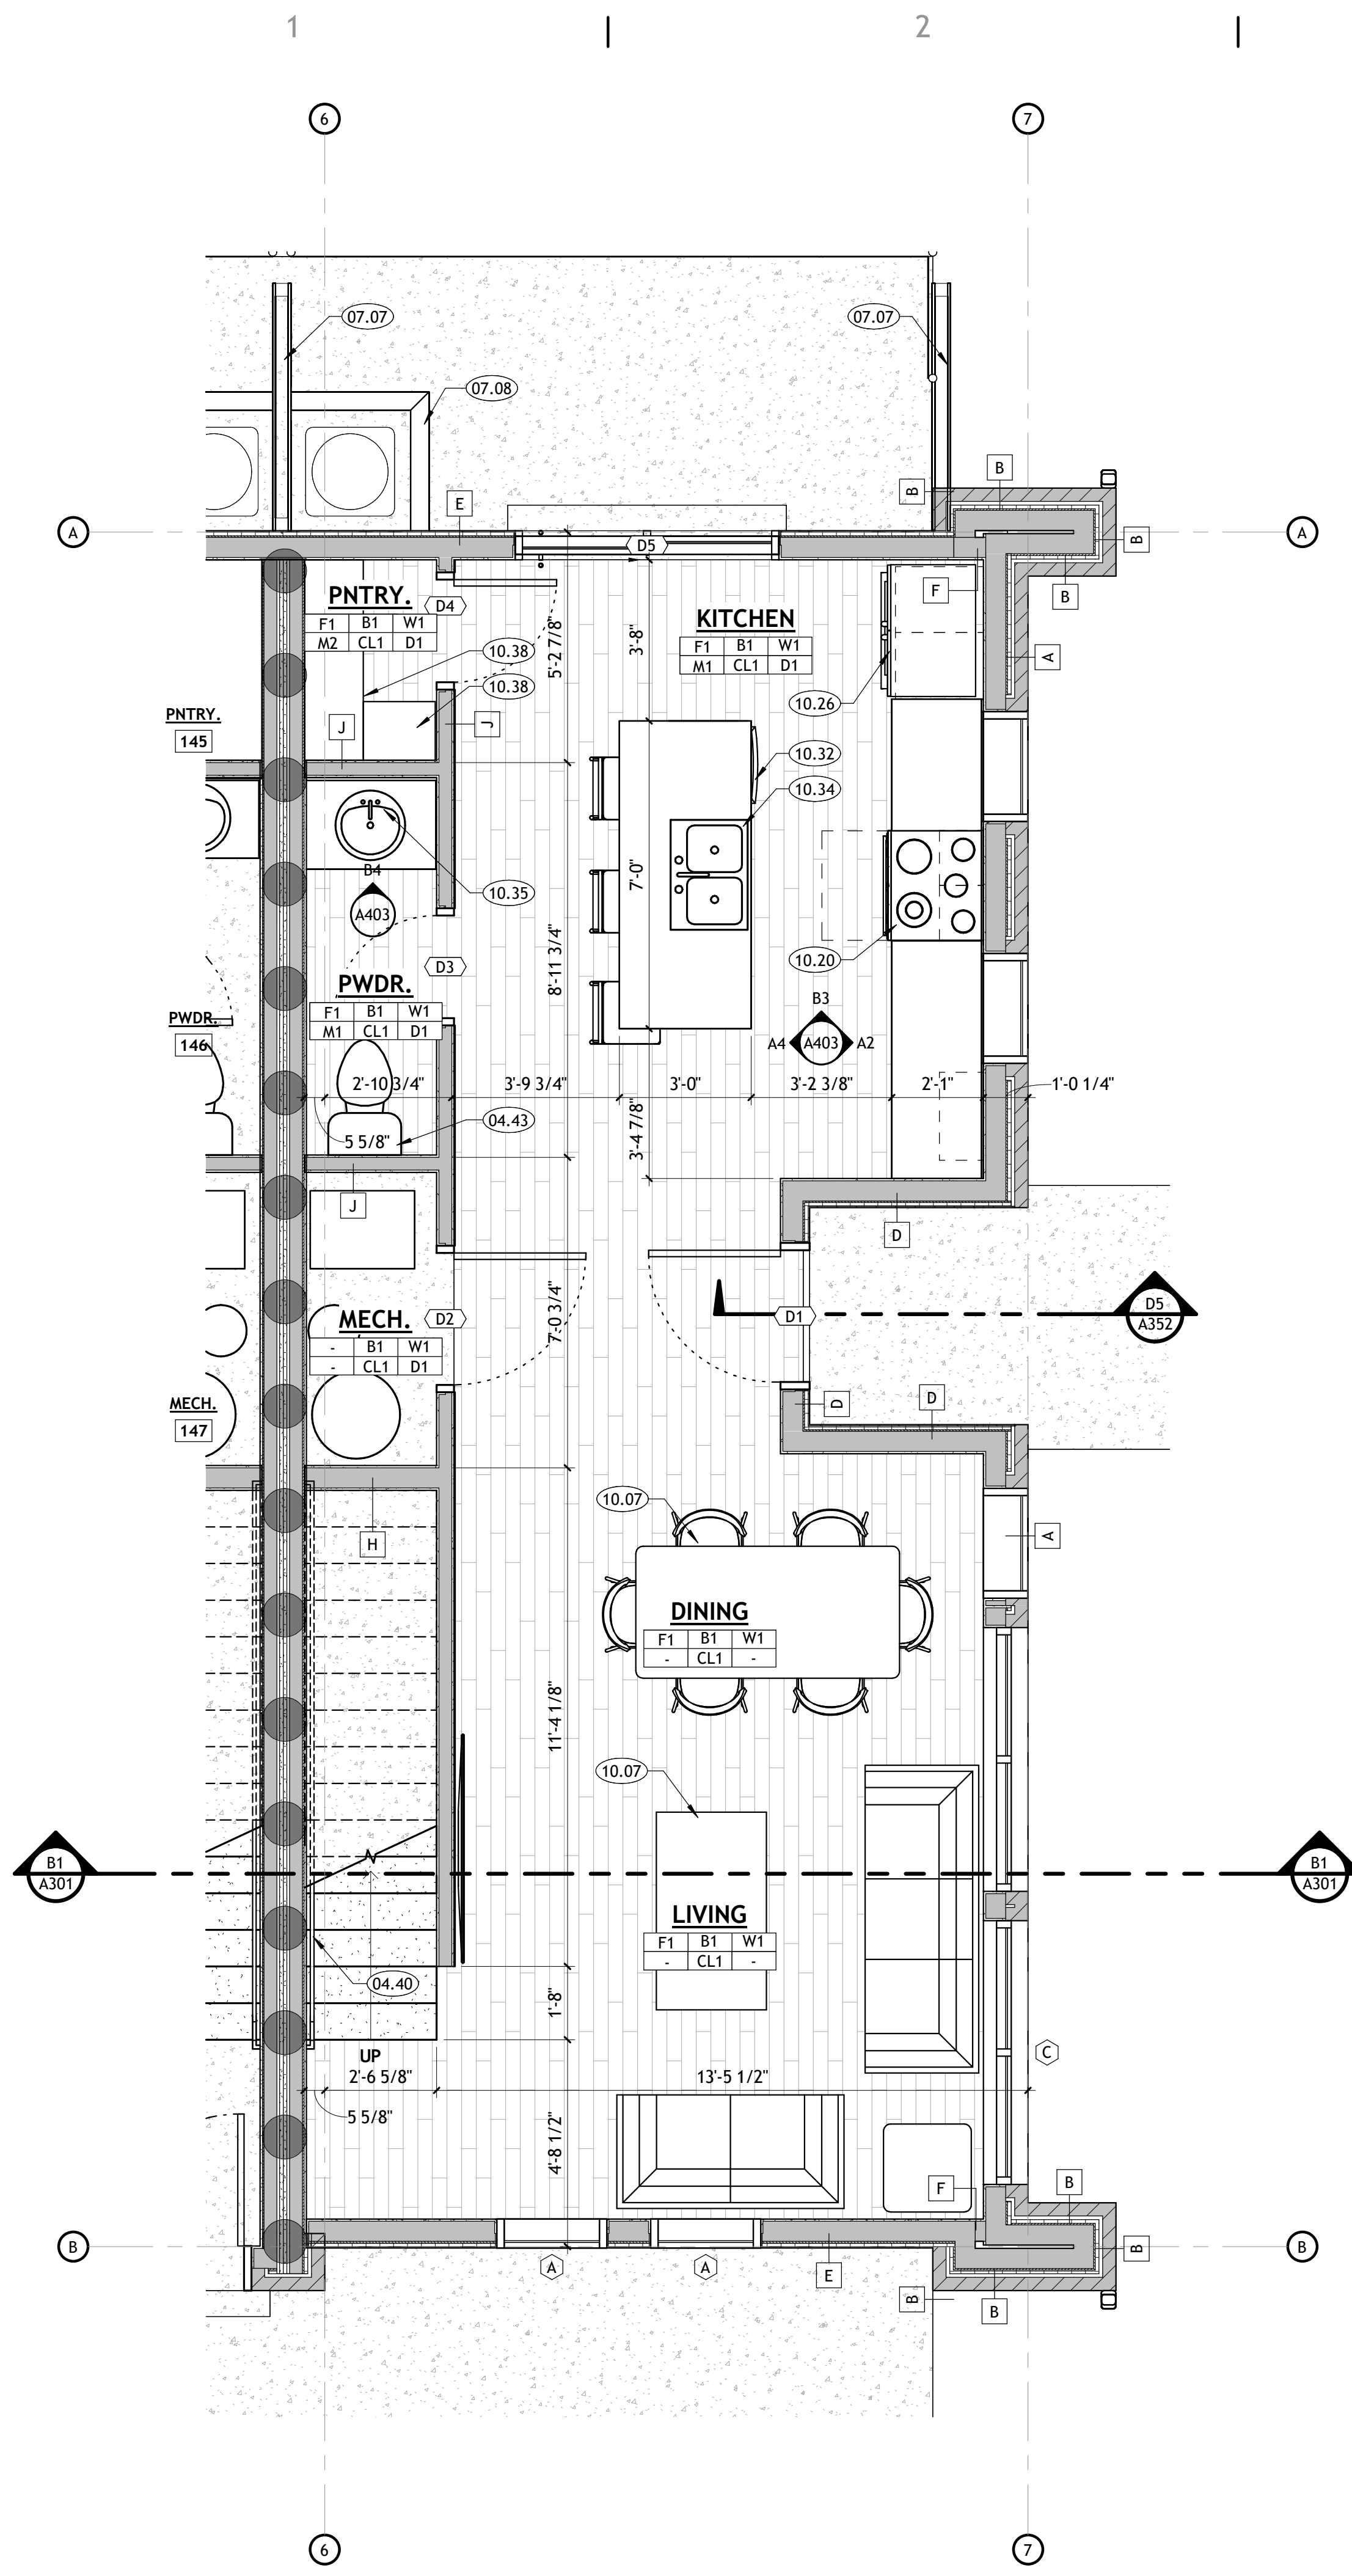 1
2
6
7
07.07
07.07
07.08
B
B
E
A
D5
B
A
PNTRY.
D4
F
B
F1 B1 W1
M2 CL1 D1
KITCHEN
F1 B1 W1
M1 CL1 D1
5'-2 7/8"
3'-8"
10.38
A
10.38
10.26
PNTRY.
145
J
J
10.32
10.34
B4
7'-0"
10.35
A403
8'-11 3/4"
D3
10.20
PWDR.
F1 B1 W1
M1 CL1 D1
PWDR.
146
B3
A4 A403 A2
2'-10 3/4"
3'-9 3/4"
3'-0"
3'-2 3/8"
2'-1"
1'-0 1/4"
04.43
3'-4 7/8"
5 5/8"
J
D
MECH.
D2
7'-0 3/4"
D1
D5
A352
- B1 W1
- CL1 D1
MECH.
147
D
D
10.07
H
A
DINING
F1 B1 W1
- CL1 -
11'-4 1/8"
10.07
B1
A301
B1
A301
LIVING
F1 B1 W1
- CL1 -
04.40
1'-8"
UP
C
2'-6 5/8"
13'-5 1/2"
5 5/8"
4'-8 1/2"
F
B
B
B
B
A
A
E
B
B
6
7